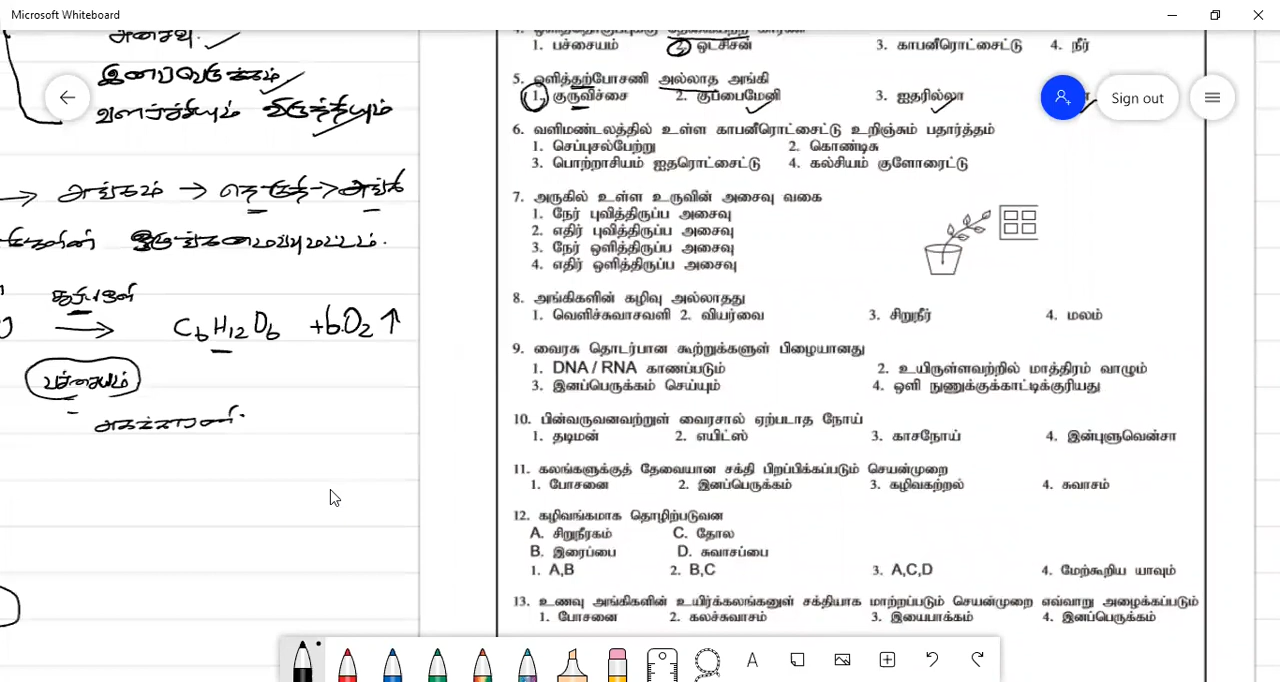 Microsoft Whiteboard
Sign out
அசைவு
இனப்பெருக்கம்
வளர்ச்சியும் விருத்தியும்
→ அங்கம் → தொகுதி → அங்கி
C6H12O6 + 6O2 ↑
பச்சையம்
1. பச்சையம் 2. ஒட்சிசன் 3. காபனீரொட்சைட்டு 4. நீர்
5. ஒளித்தற்போசணி அல்லாத அங்கி
1. குருவிச்சை 2. குப்பைமேனி 3. ஐதரில்லா
6. வளிமண்டலத்தில் உள்ள காபனீரொட்சைட்டு உறிஞ்சும் பதார்த்தம்
1. செப்புசல்பேற்று 2. கொண்டிசு
3. பொற்றாசியம் ஐதரொட்சைட்டு 4. கல்சியம் குளோரைட்டு
7. அருகில் உள்ள உருவின் அசைவு வகை
1. நேர் புவித்திருப்ப அசைவு
2. எதிர் புவித்திருப்ப அசைவு
3. நேர் ஒளித்திருப்ப அசைவு
4. எதிர் ஒளித்திருப்ப அசைவு
8. அங்கிகளின் கழிவு அல்லாதது
1. வெளிச்சுவாசவளி 2. வியர்வை 3. சிறுநீர் 4. மலம்
9. வைரசு தொடர்பான கூற்றுக்களுள் பிழையானது
1. DNA / RNA காணப்படும் 2. உயிருள்ளவற்றில் மாத்திரம் வாழும்
3. இனப்பெருக்கம் செய்யும் 4. ஒளி நுணுக்குக்காட்டிக்குரியது
10. பின்வருவனவற்றுள் வைரசால் ஏற்படாத நோய்
1. தடிமன் 2. எயிட்ஸ் 3. காசநோய் 4. இன்புளுவென்சா
11. கலங்களுக்குத் தேவையான சக்தி பிறப்பிக்கப்படும் செயன்முறை
1. போசணை 2. இனப்பெருக்கம் 3. கழிவகற்றல் 4. சுவாசம்
12. கழிவங்கமாக தொழிற்படுவன
A. சிறுநீரகம் C. தோல
B. இரைப்பை D. சுவாசப்பை
1. A,B 2. B,C 3. A,C,D 4. மேற்கூறிய யாவும்
13. உணவு அங்கிகளின் உயிர்க்கலங்கனுள் சக்தியாக மாற்றப்படும் செயன்முறை எவ்வாறு அழைக்கப்படும்
1. போசணை 2. கலச்சுவாசம் 3. இயைபாக்கம் 4. இனப்பெருக்கம்